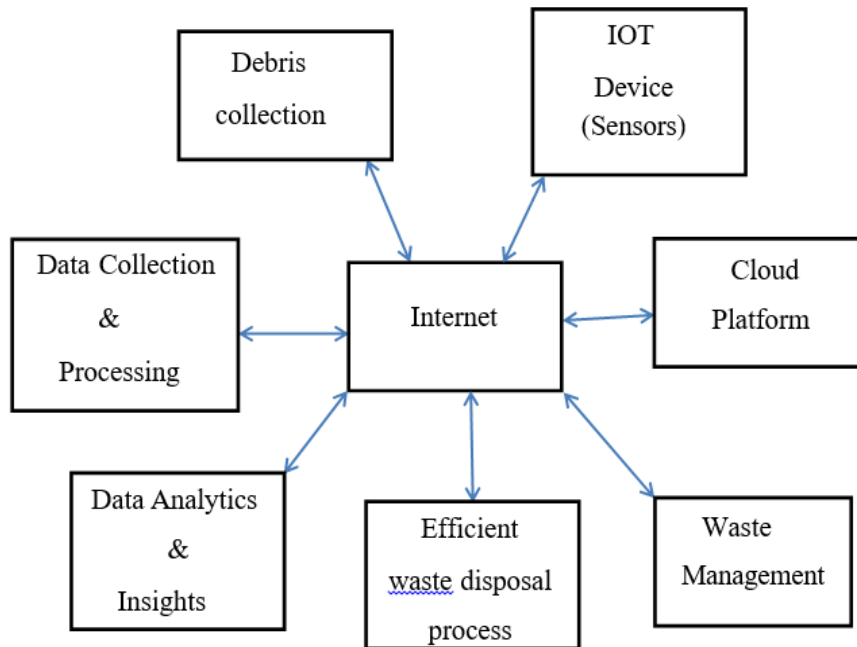 Debris
collection
IOT
Device
(Sensors)
Data Collection
&
Processing
Internet
Cloud
Platform
Data Analytics
&
Insights
Efficient
waste disposal
process
Waste
Management